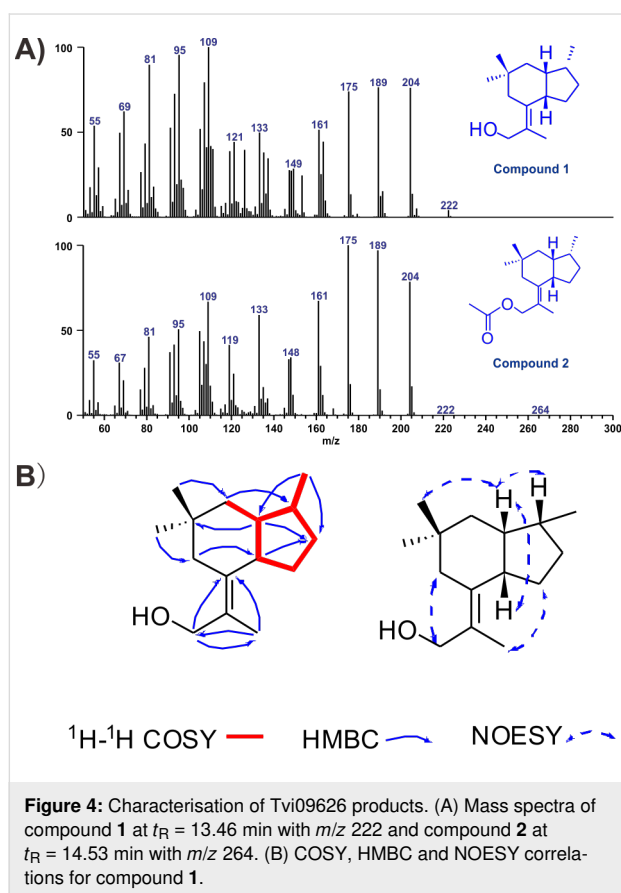 A)
100
50
0
55
69
81
95
109
121
133
149
161
175
189
204
222
H
H
HO
Compound 1
100
50
0
55
67
81
95
109
119
133
148
161
175
189
204
222
264
H
H
O
O
Compound 2
60 80 100 120 140 160 180 200 220 240 260 280 300
m/z
B)
HO
H
H
H
HO
¹H-¹H COSY HMBC NOESY
Figure 4: Characterisation of Tvi09626 products. (A) Mass spectra of
compound 1 at tR = 13.46 min with m/z 222 and compound 2 at
tR = 14.53 min with m/z 264. (B) COSY, HMBC and NOESY correla-
tions for compound 1.